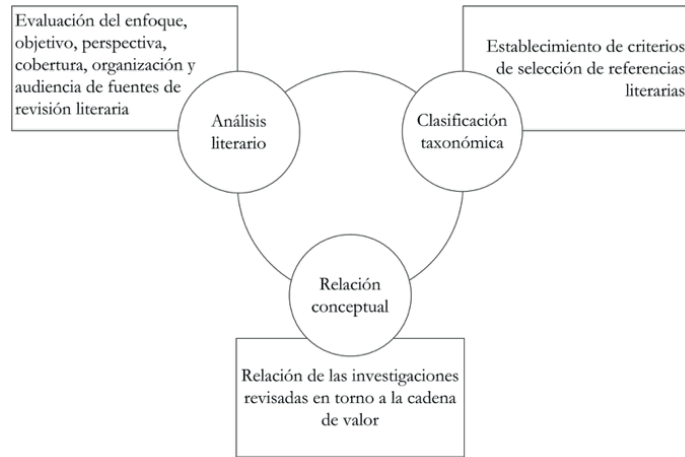 Evaluación del enfoque,
objetivo, perspectiva,
cobertura, organización y
audiencia de fuentes de
revisión literaria
Análisis
literario
Establecimiento de criterios
de selección de referencias
literarias
Clasificación
taxonómica
Relación
conceptual
Relación de las investigaciones
revisadas en torno a la cadena
de valor